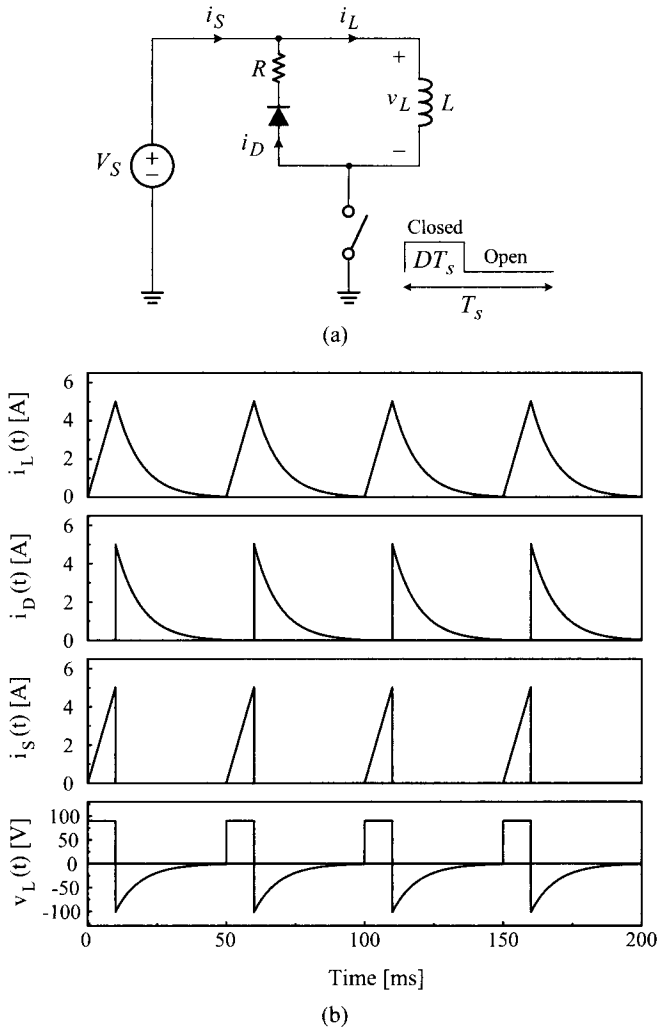 i_S
i_L
R
+
v_L
L
i_D
−
V_S
+
−
Closed
DT_s
Open
T_s
(a)
i_L(t) [A]
6
4
2
0
i_D(t) [A]
6
4
2
0
i_S(t) [A]
6
4
2
0
v_L(t) [V]
100
50
0
-50
-100
0 50 100 150 200
Time [ms]
(b)